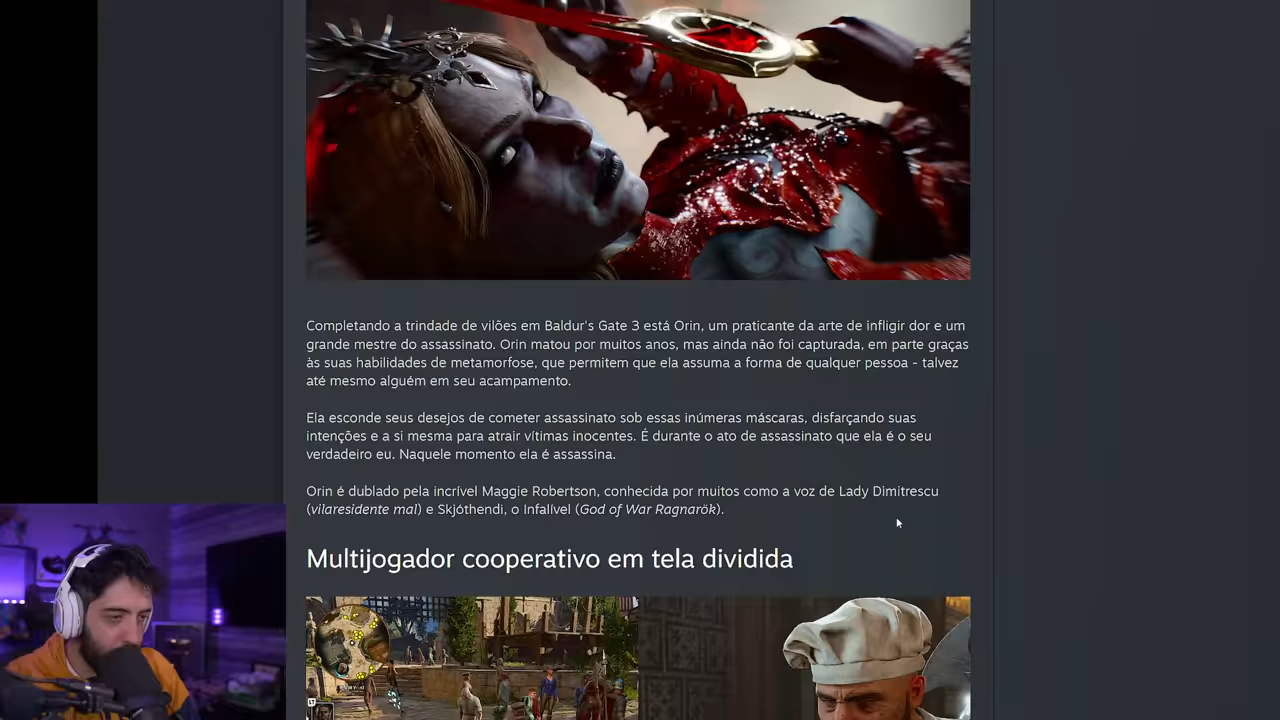 Completando a trindade de vilões em Baldur's Gate 3 está Orin, um praticante da arte de infligir dor e um
grande mestre do assassinato. Orin matou por muitos anos, mas ainda não foi capturada, em parte graças
às suas habilidades de metamorfose, que permitem que ela assuma a forma de qualquer pessoa - talvez
até mesmo alguém em seu acampamento.
Ela esconde seus desejos de cometer assassinato sob essas inúmeras máscaras, disfarçando suas
intenções e a si mesma para atrair vítimas inocentes. É durante o ato de assassinato que ela é o seu
verdadeiro eu. Naquele momento ela é assassina.
Orin é dublado pela incrível Maggie Robertson, conhecida por muitos como a voz de Lady Dimitrescu
(vilaresidente mal) e Skjóthendi, o Infalível (God of War Ragnarök).
Multijogador cooperativo em tela dividida